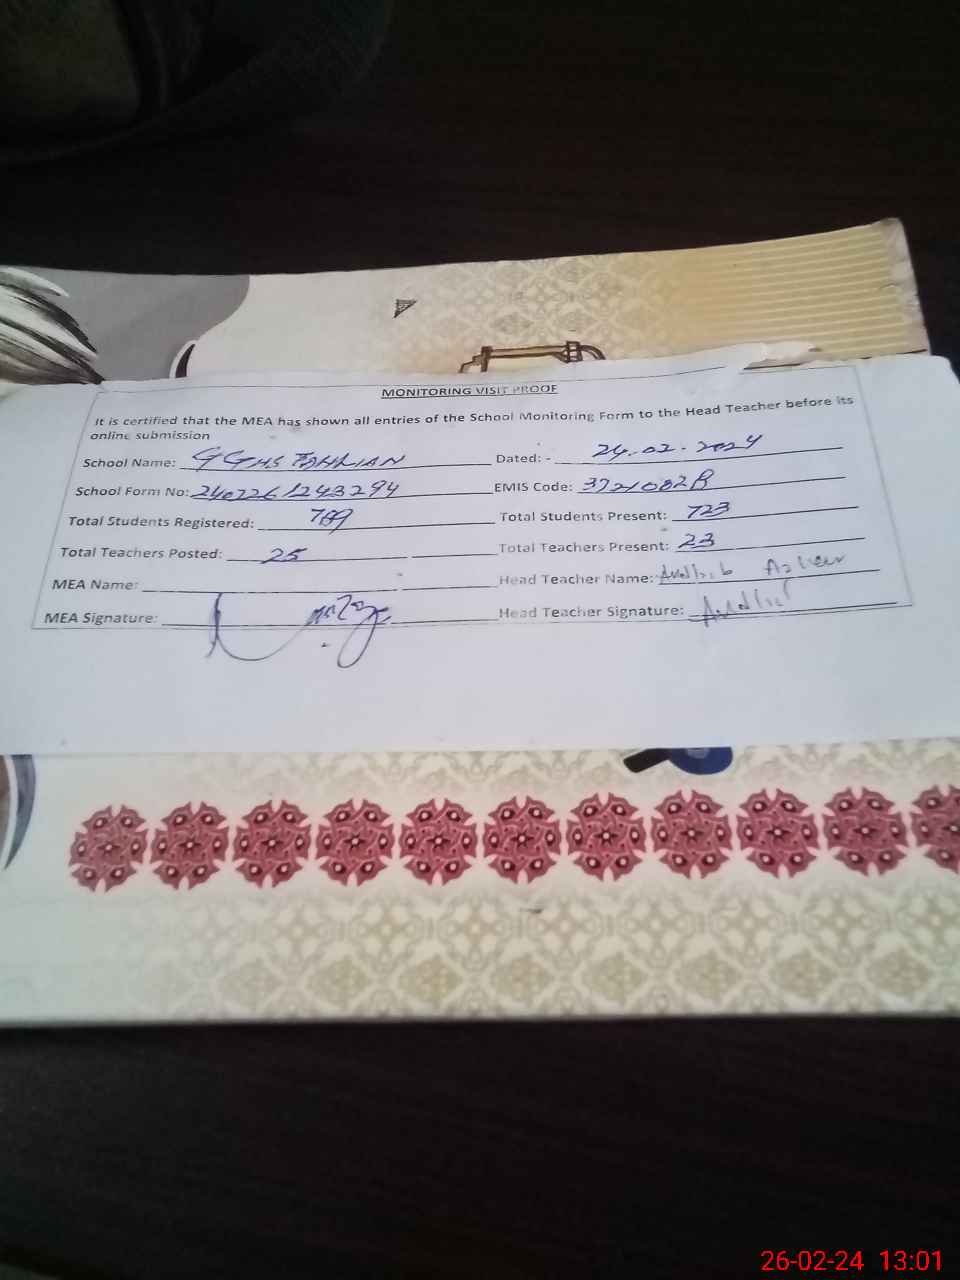 MONITORING VISIT PROOF
It is certified that the MEA has shown all entries of the School Monitoring Form to the Head Teacher before its
online submission
School Name: GGHS Dated: - 24.02.2024
School Form No: EMIS Code:
Total Students Registered: 789 Total Students Present: 723
Total Teachers Posted: 25 Total Teachers Present: 23
MEA Name: Head Teacher Name:
MEA Signature: Head Teacher Signature:
26-02-24 13:01